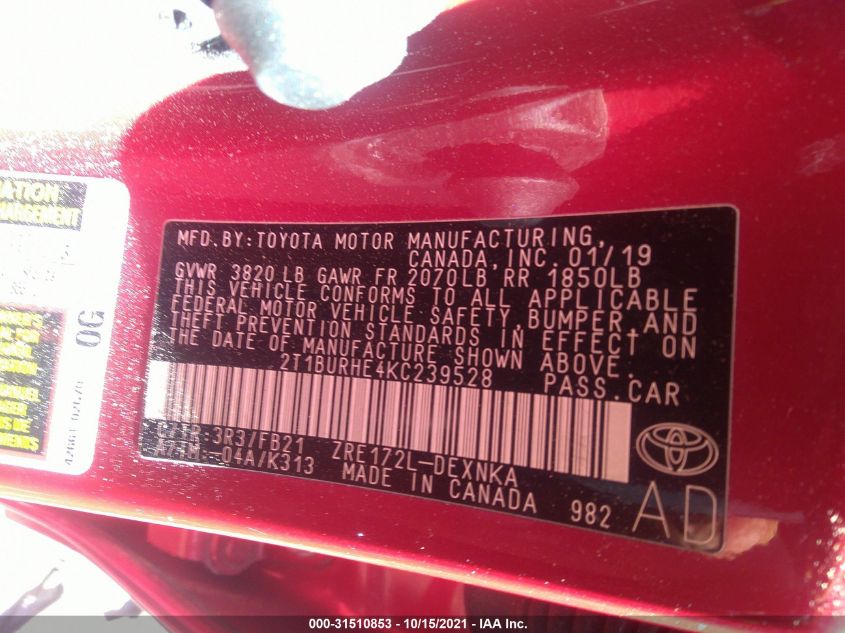 MFD. BY: TOYOTA MOTOR MANUFACTURING,
CANADA, INC. 01/19
GVWR 3820 LB GAWR FR 2070LB RR 1850LB
THIS VEHICLE CONFORMS TO ALL APPLICABLE
FEDERAL MOTOR VEHICLE SAFETY, BUMPER, AND
THEFT PREVENTION STANDARDS IN EFFECT ON
THE DATE OF MANUFACTURE SHOWN ABOVE.
2T1BURHE4KC239528 PASS.CAR
C/TR:3R3/FB21 ZRE172L-DEXNKA
A/TM:-04A/K313 MADE IN CANADA
982 AD
0G
000-31510853 - 10/15/2021 - IAA Inc.